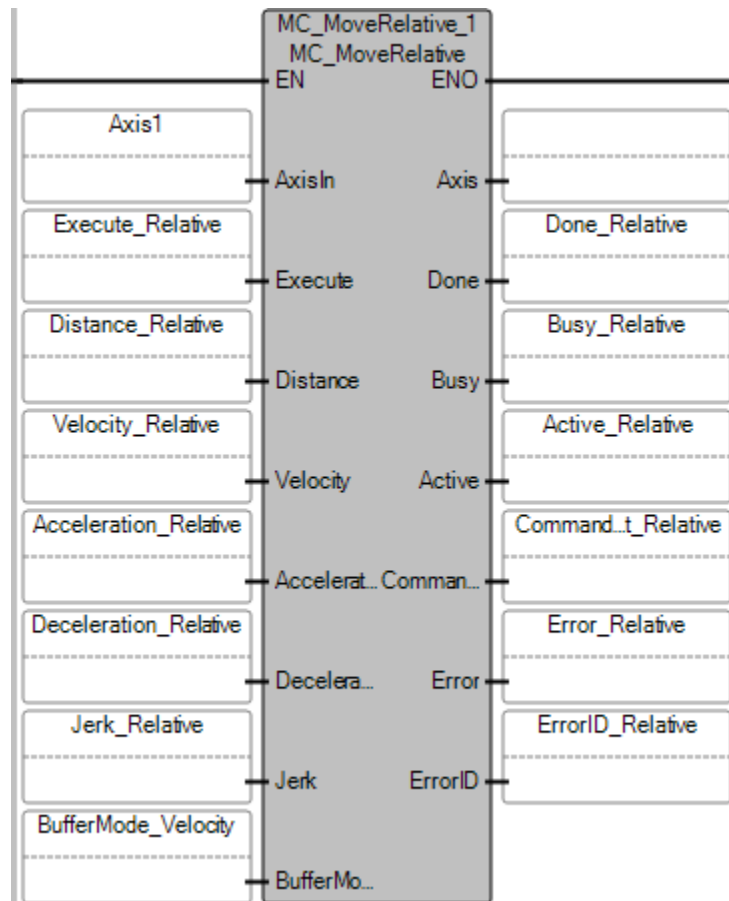 MC_MoveRelative_1
MC_MoveRelative
EN ENO
Axis1
AxisIn Axis
Execute_Relative Done_Relative
Execute Done
Distance_Relative Busy_Relative
Distance Busy
Velocity_Relative Active_Relative
Velocity Active
Acceleration_Relative Command...t_Relative
Accelerat... Comman...
Deceleration_Relative Error_Relative
Decelera... Error
Jerk_Relative ErrorID_Relative
Jerk ErrorID
BufferMode_Velocity
BufferMo...